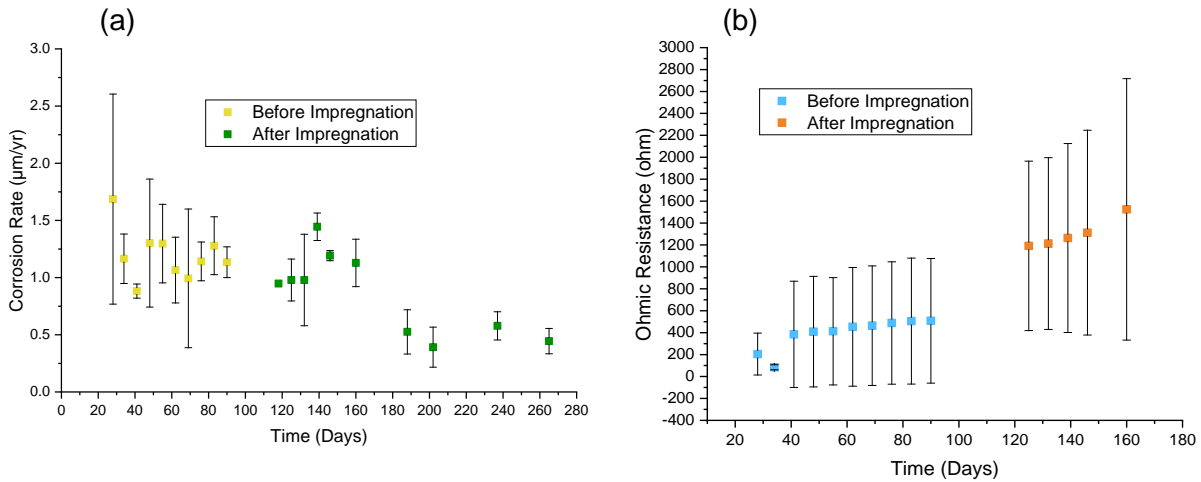 (a)
3.0
2.5
2.0
1.5
1.0
0.5
0.0
Corrosion Rate (μm/yr)
Before Impregnation
After Impregnation
0 20 40 60 80 100 120 140 160 180 200 220 240 260 280
Time (Days)
(b)
3000
2800
2600
2400
2200
2000
1800
1600
1400
1200
1000
800
600
400
200
0
-200
-400
Ohmic Resistance (ohm)
Before Impregnation
After Impregnation
20 40 60 80 100 120 140 160 180
Time (Days)